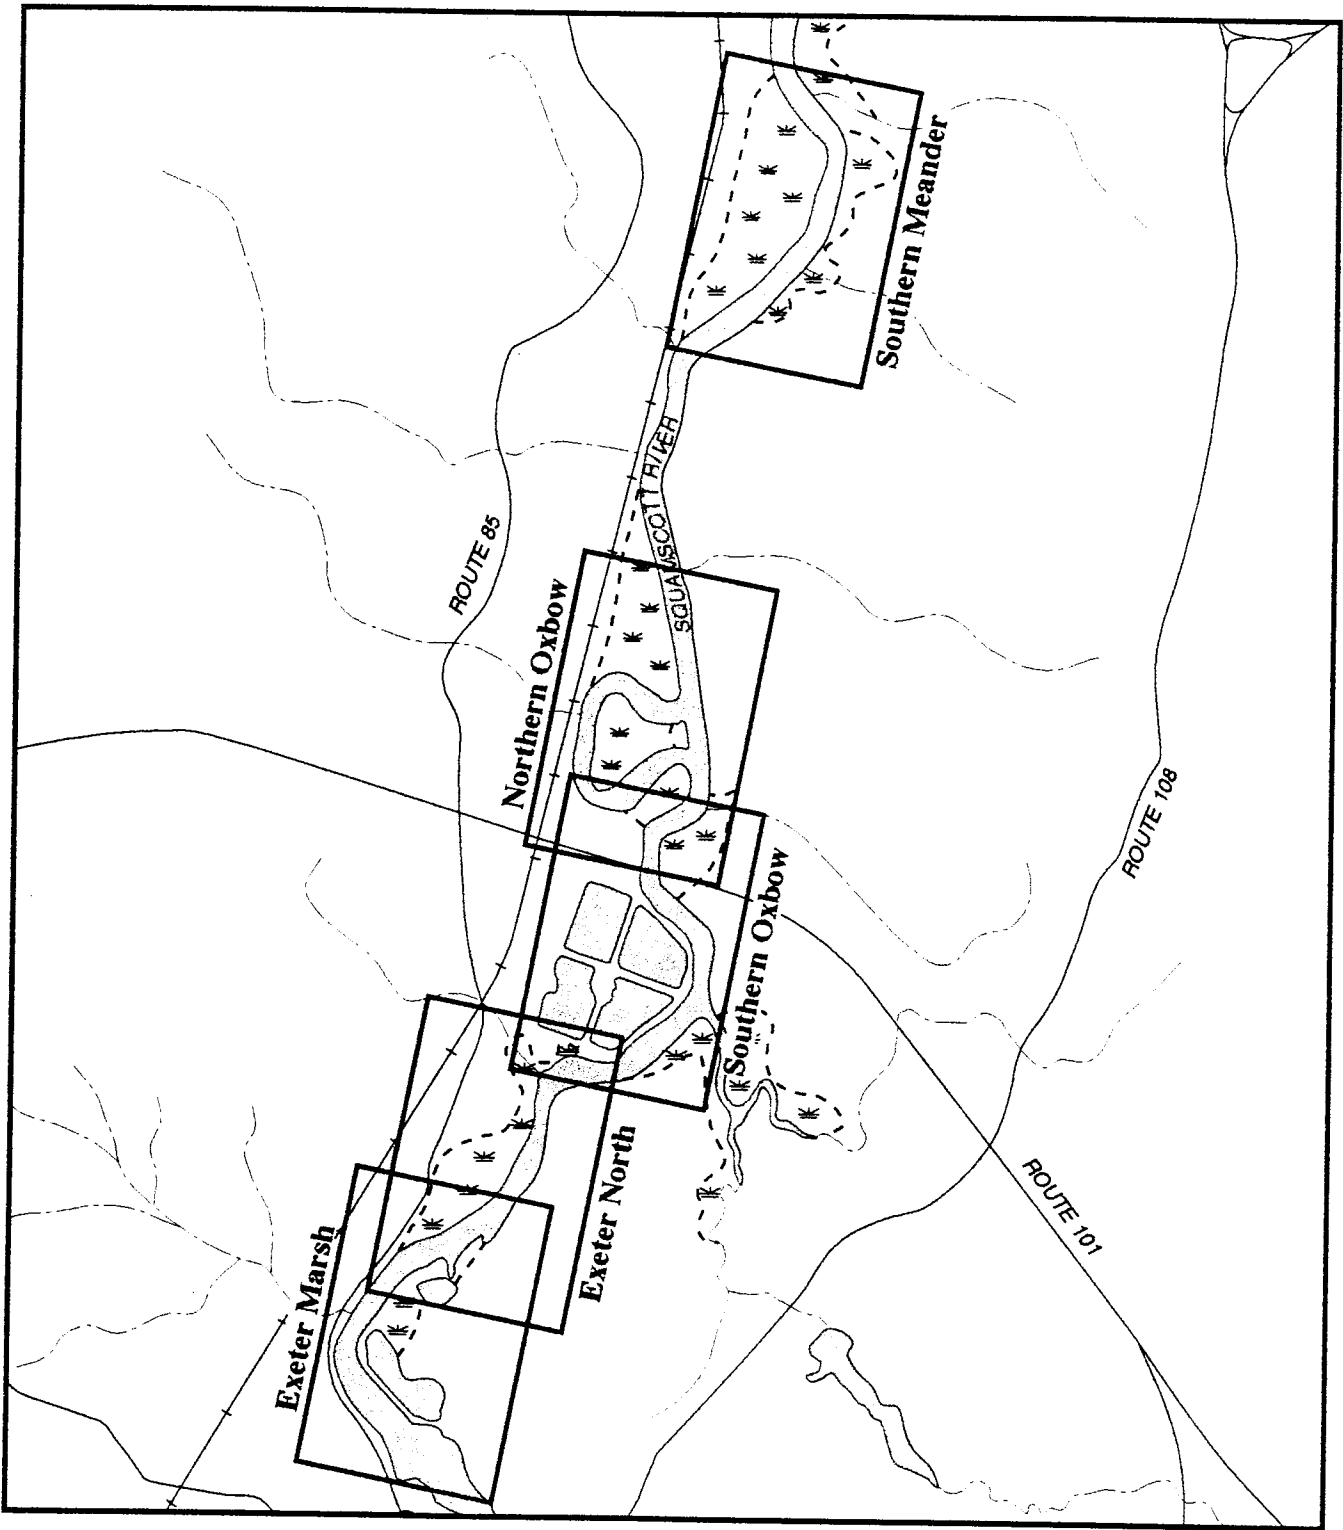 Southern Meander
SQUAMSCOTT RIVER
ROUTE 85
Northern Oxbow
ROUTE 108
Southern Oxbow
Exeter North
ROUTE 101
Exeter Marsh